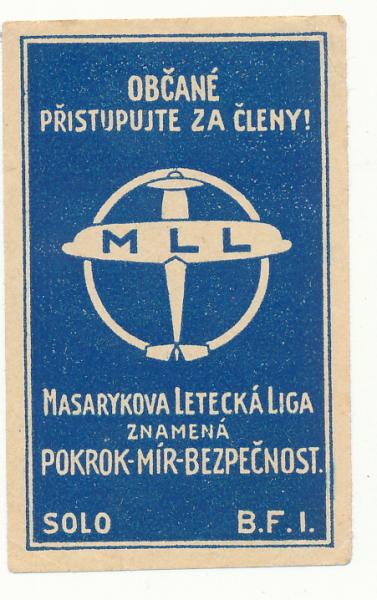 OBČANÉ
PŘISTUPUJTE ZA ČLENY!
MLL
MASARYKOVA LETECKÁ LIGA
ZNAMENÁ
POKROK-MÍR-BEZPEČNOST.
SOLO B.F.I.